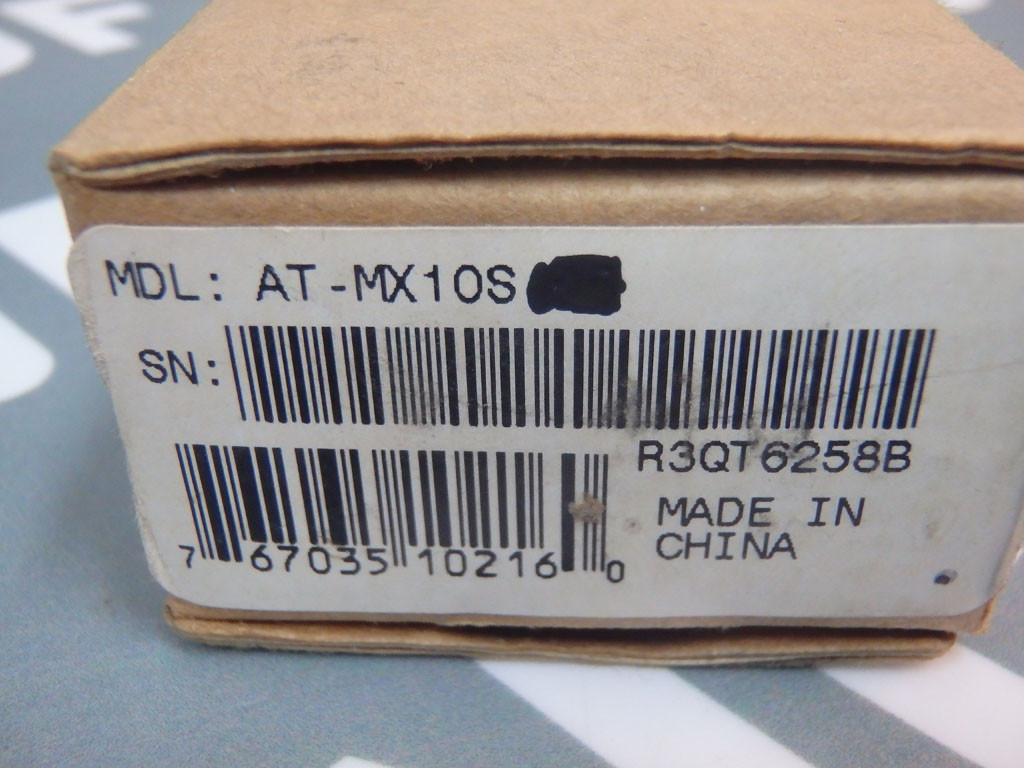 MDL: AT-MX10S
SN:
R3QT6258B
MADE IN
CHINA
7 67035 10216 0